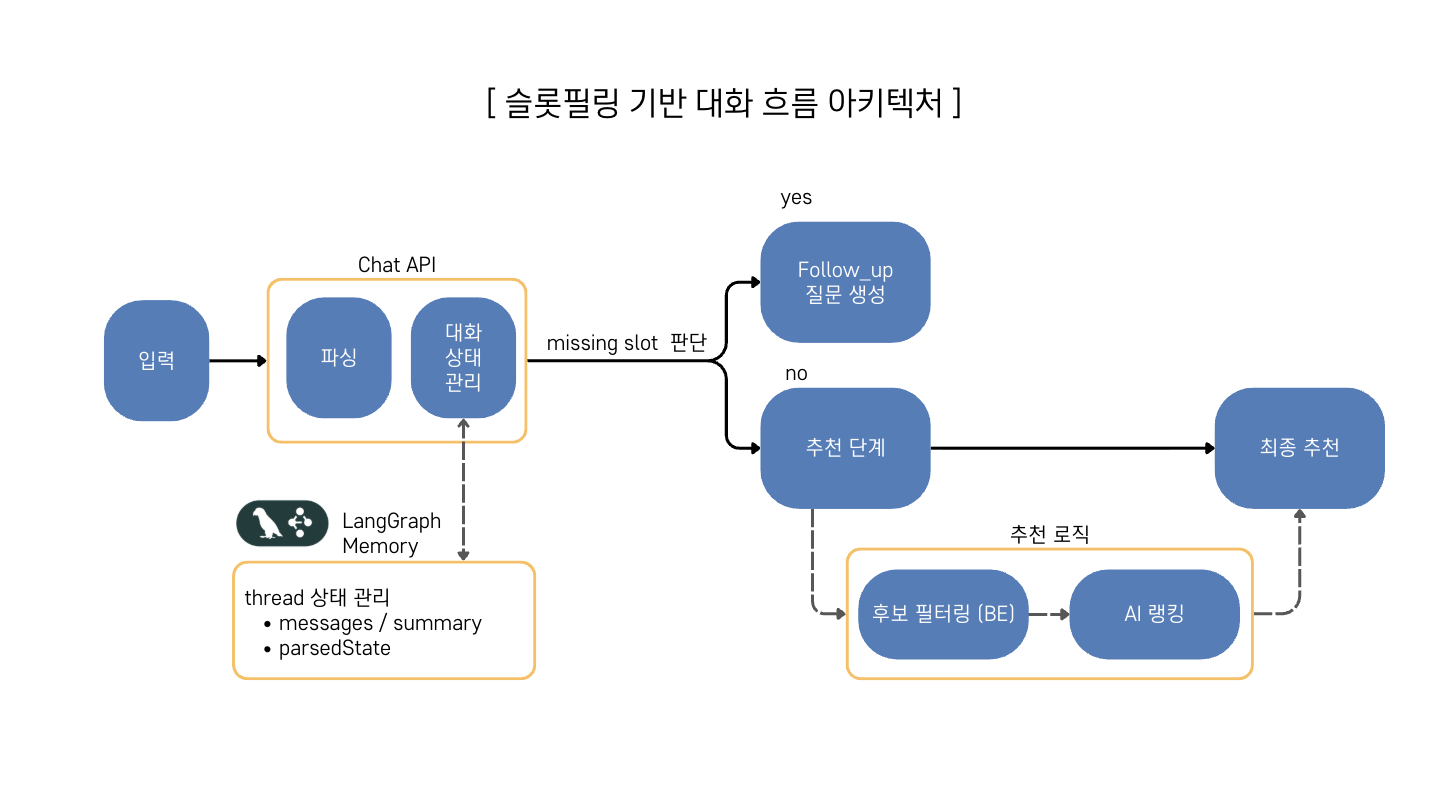 [ 슬롯필링 기반 대화 흐름 아키텍처 ]
yes
Follow_up
질문 생성
Chat API
입력
파싱
대화
상태
관리
missing slot 판단
no
추천 단계
최종 추천
LangGraph
Memory
thread 상태 관리
• messages / summary
• parsedState
추천 로직
후보 필터링 (BE)
AI 랭킹